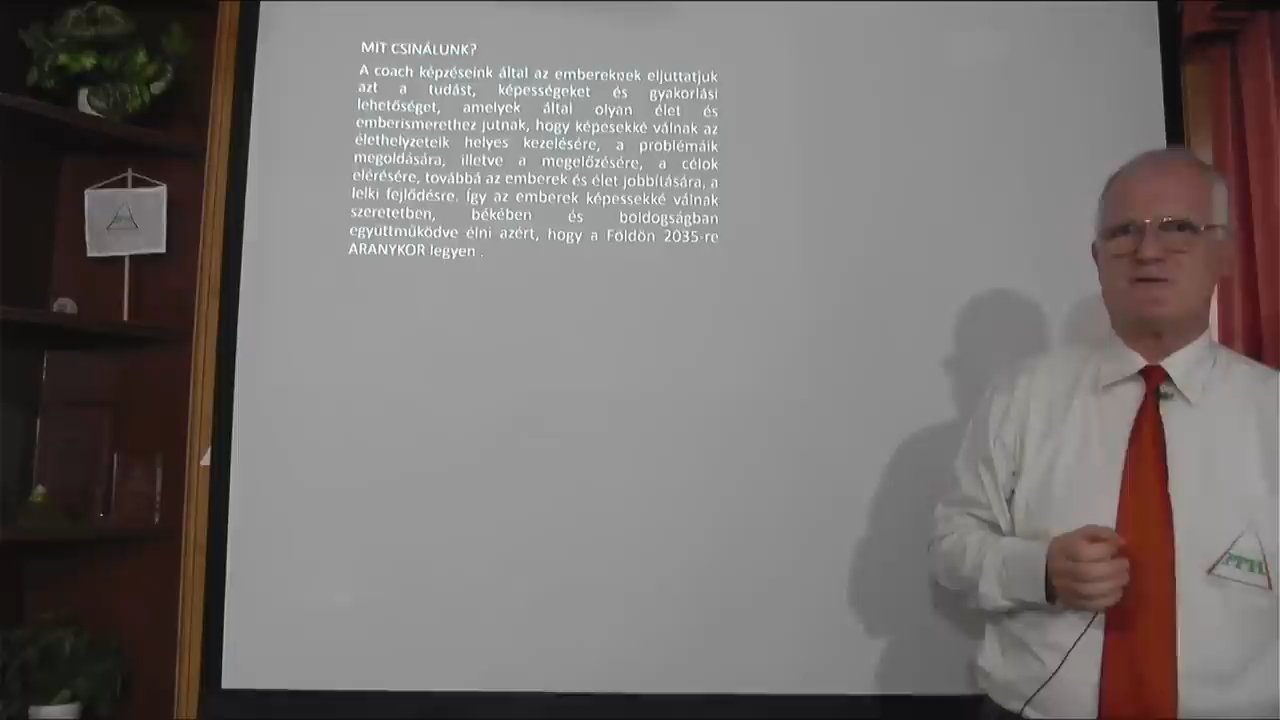 MIT CSINÁLUNK?
A coach képzéseink által az embereknek eljuttatjuk
azt a tudást, képességeket és gyakorlási
lehetőséget, amelyek által olyan élet és
emberismerethez jutnak, hogy képesekké válnak az
élethelyzeteik helyes kezelésére, a problémáik
megoldására, illetve a megelőzésére, a célok
elérésére, továbbá az emberek és élet jobbítására, a
lelki fejlődésre. Így az emberek képessekké válnak
szeretetben, békében és boldogságban
együttműködve élni azért, hogy a Földön 2035-re
ARANYKOR legyen .